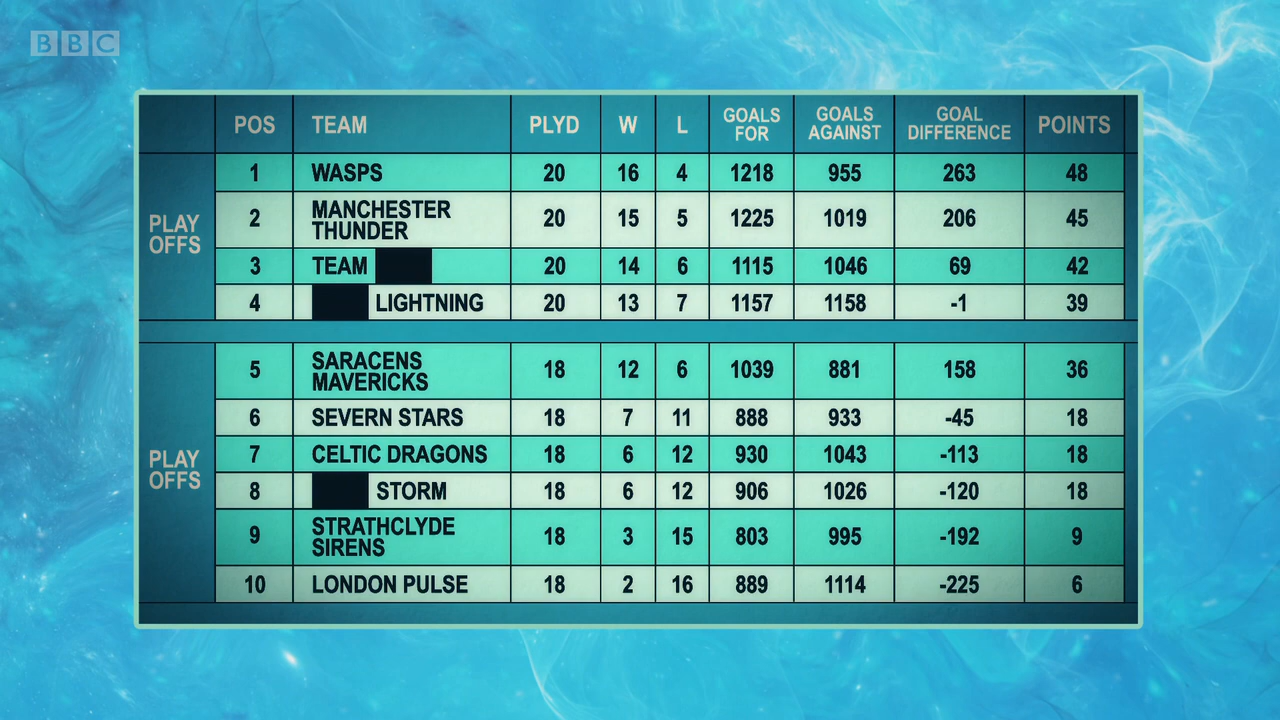 BBC
POS TEAM PLYD W L GOALS FOR GOALS AGAINST GOAL DIFFERENCE POINTS
PLAY OFFS
1 WASPS 20 16 4 1218 955 263 48
2 MANCHESTER THUNDER 20 15 5 1225 1019 206 45
3 TEAM 20 14 6 1115 1046 69 42
4 LIGHTNING 20 13 7 1157 1158 -1 39
PLAY OFFS
5 SARACENS MAVERICKS 18 12 6 1039 881 158 36
6 SEVERN STARS 18 7 11 888 933 -45 18
7 CELTIC DRAGONS 18 6 12 930 1043 -113 18
8 STORM 18 6 12 906 1026 -120 18
9 STRATHCLYDE SIRENS 18 3 15 803 995 -192 9
10 LONDON PULSE 18 2 16 889 1114 -225 6